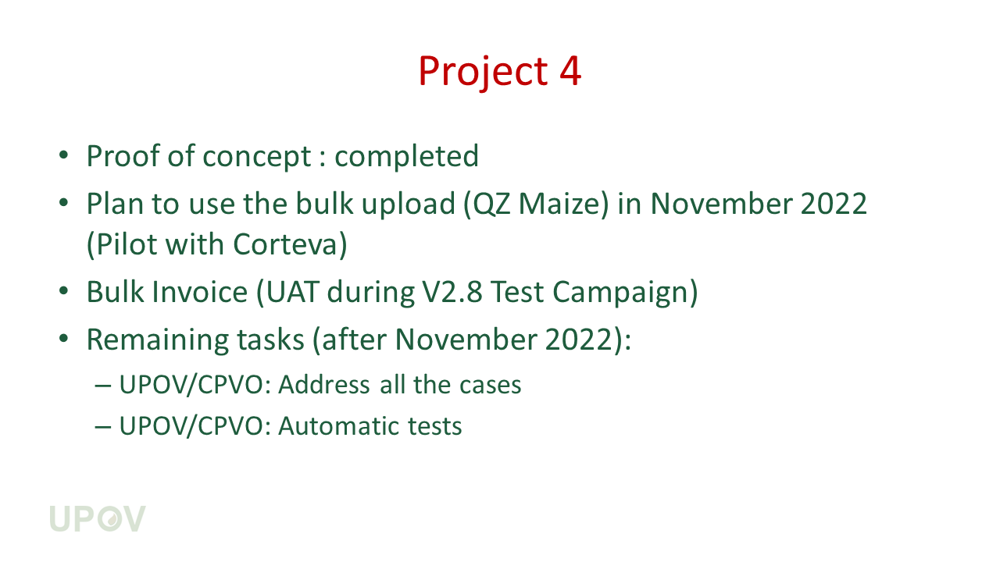 Project 4
• Proof of concept : completed
• Plan to use the bulk upload (QZ Maize) in November 2022
(Pilot with Corteva)
• Bulk Invoice (UAT during V2.8 Test Campaign)
• Remaining tasks (after November 2022):
– UPOV/CPVO: Address all the cases
– UPOV/CPVO: Automatic tests
UPOV